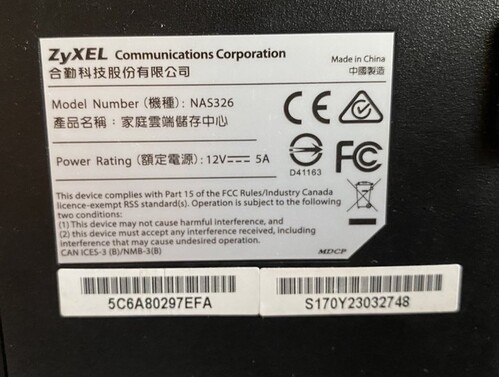 ZyXEL Communications Corporation
合勤科技股份有限公司
Made in China
中國製造
Model Number (機種): NAS326
產品名稱：家庭雲端儲存中心
CE
D41163
FC
Power Rating (額定電源): 12V⎓ 5A
This device complies with Part 15 of the FCC Rules/Industry Canada
licence-exempt RSS standard(s). Operation is subject to the following
two conditions:
(1) This device may not cause harmful interference, and
(2) this device must accept any interference received, including
interference that may cause undesired operation.
CAN ICES-3 (B)/NMB-3(B)
MDCP
5C6A80297EFA
S170Y23032748